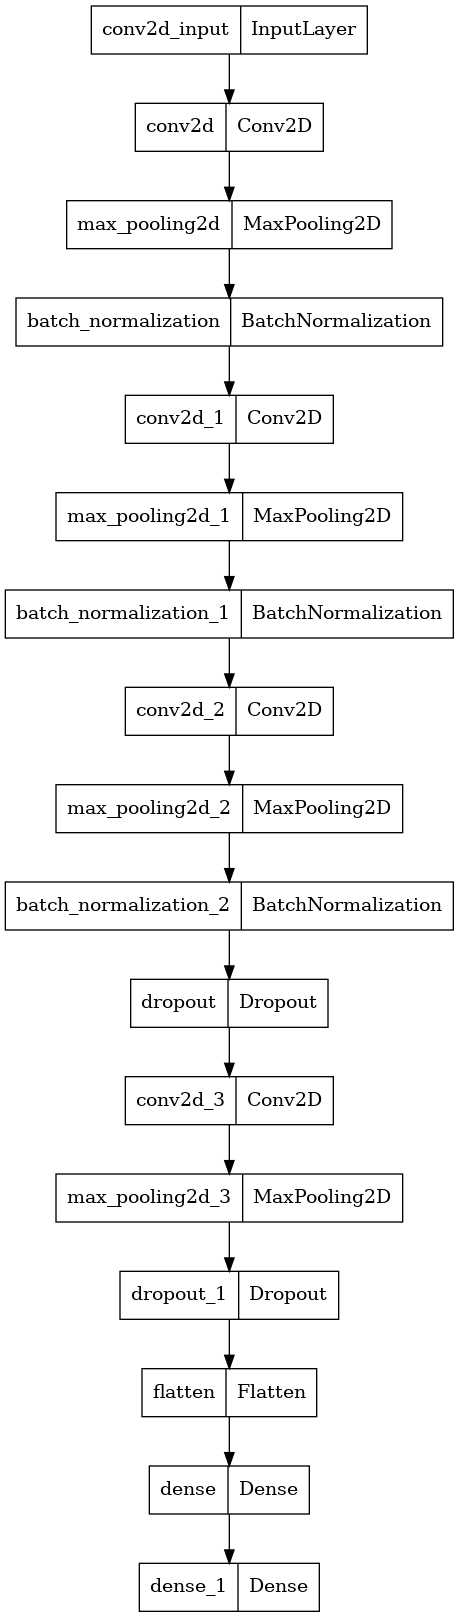 conv2d_input InputLayer
conv2d Conv2D
max_pooling2d MaxPooling2D
batch_normalization BatchNormalization
conv2d_1 Conv2D
max_pooling2d_1 MaxPooling2D
batch_normalization_1 BatchNormalization
conv2d_2 Conv2D
max_pooling2d_2 MaxPooling2D
batch_normalization_2 BatchNormalization
dropout Dropout
conv2d_3 Conv2D
max_pooling2d_3 MaxPooling2D
dropout_1 Dropout
flatten Flatten
dense Dense
dense_1 Dense